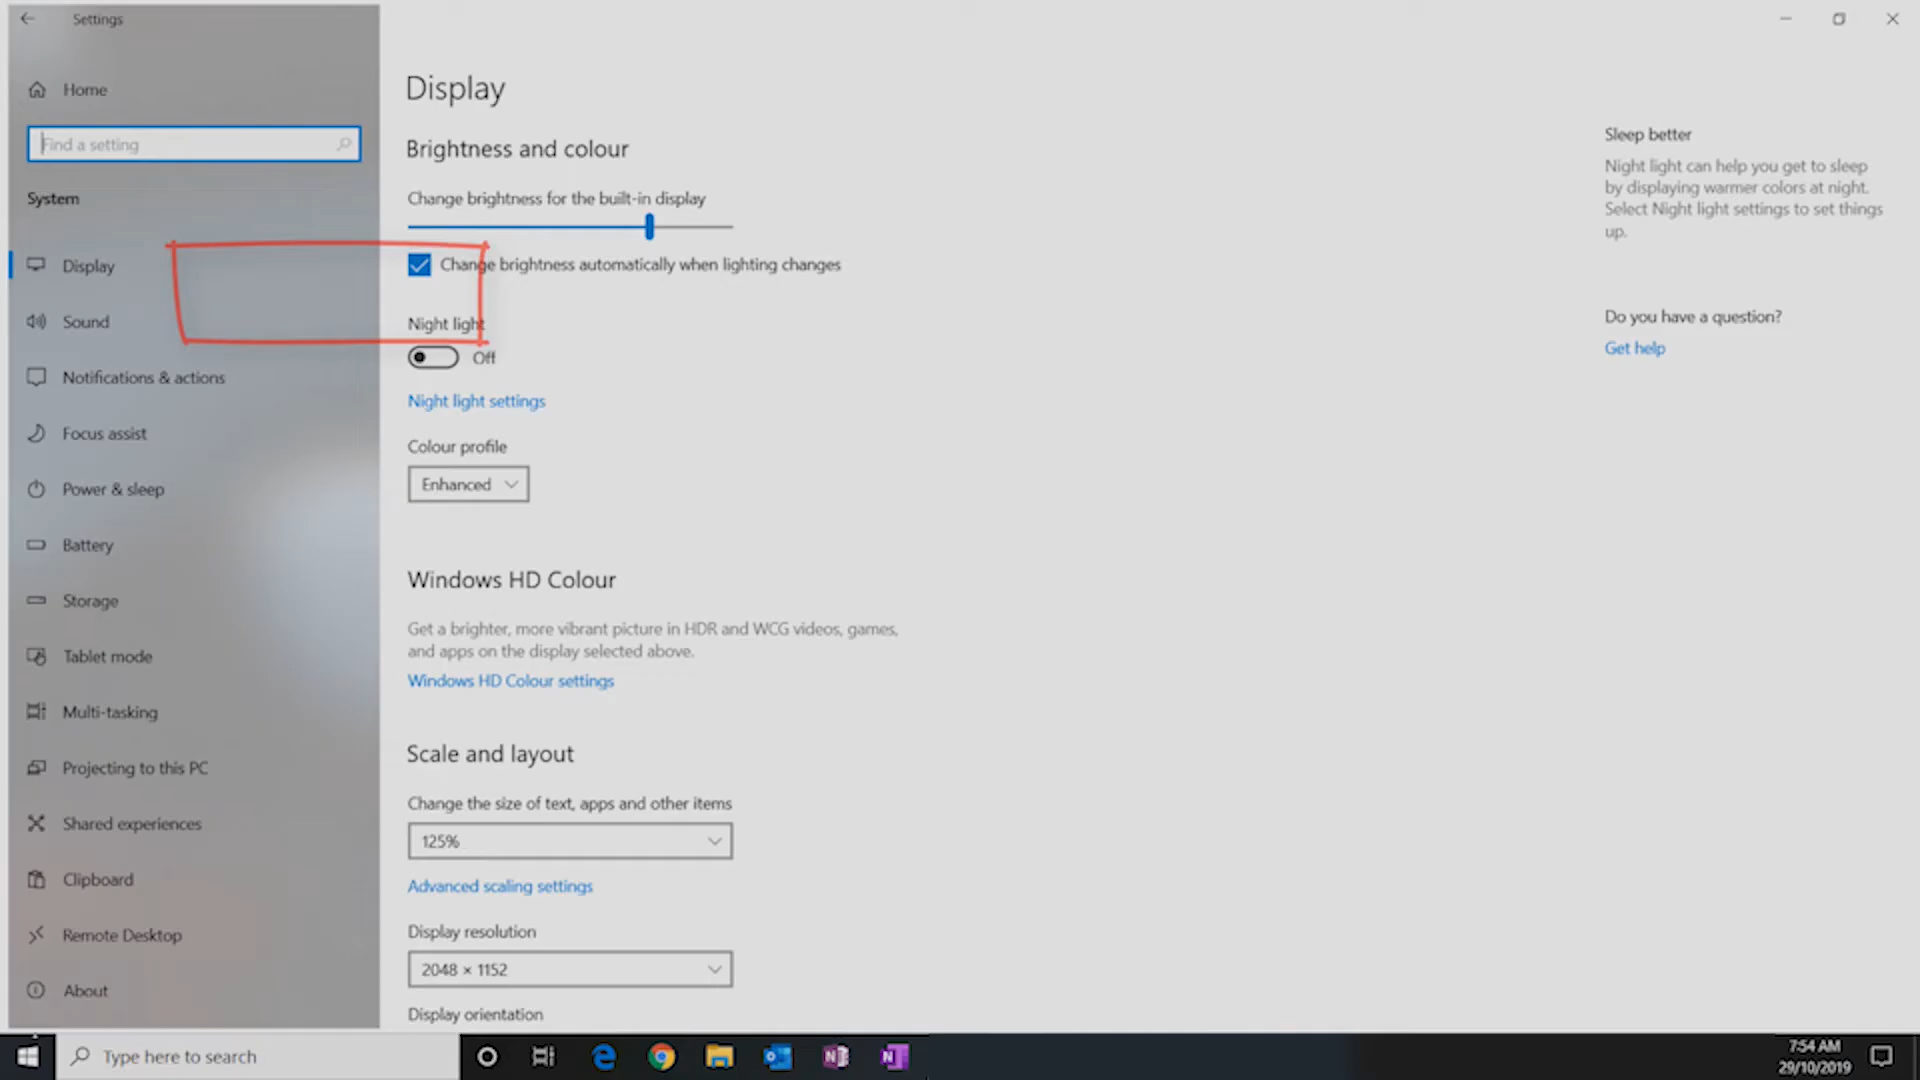 Settings
Home
Find a setting
System
Display
Sound
Notifications & actions
Focus assist
Power & sleep
Battery
Storage
Tablet mode
Multi-tasking
Projecting to this PC
Shared experiences
Clipboard
Remote Desktop
About
Display
Brightness and colour
Change brightness for the built-in display
Change brightness automatically when lighting changes
Night light
Off
Night light settings
Colour profile
Enhanced
Windows HD Colour
Get a brighter, more vibrant picture in HDR and WCG videos, games,
and apps on the display selected above.
Windows HD Colour settings
Scale and layout
Change the size of text, apps and other items
125%
Advanced scaling settings
Display resolution
2048 × 1152
Display orientation
Sleep better
Night light can help you get to sleep
by displaying warmer colors at night.
Select Night light settings to set things
up.
Do you have a question?
Get help
Type here to search
7:54 AM
29/10/2019